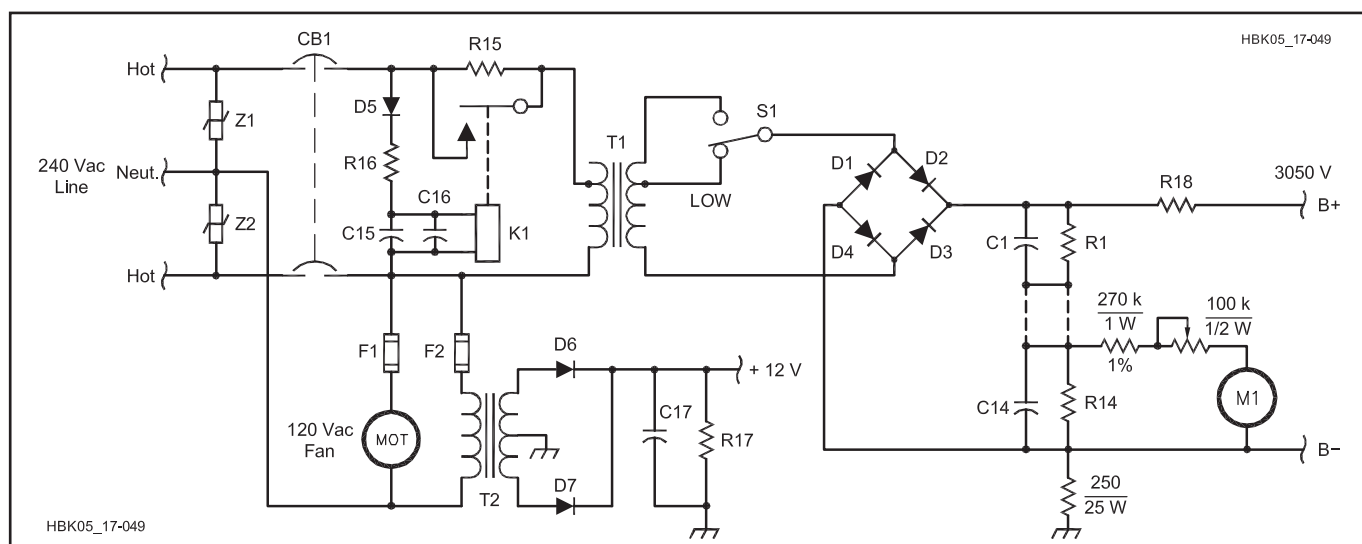 HBK05_17-049
CB1
R15
Hot
D5
Z1
R16
S1
T1
D1
D2
3050 V
240 Vac
Line
Neut.
R18
LOW
B+
C16
Z2
C15
K1
D4
D3
C1
R1
Hot
270 k
1 W
1%
100 k
1/2 W
F1
F2
D6
+ 12 V
C14
R14
M1
120 Vac
Fan
MOT
C17
R17
B–
T2
D7
250
25 W
HBK05_17-049